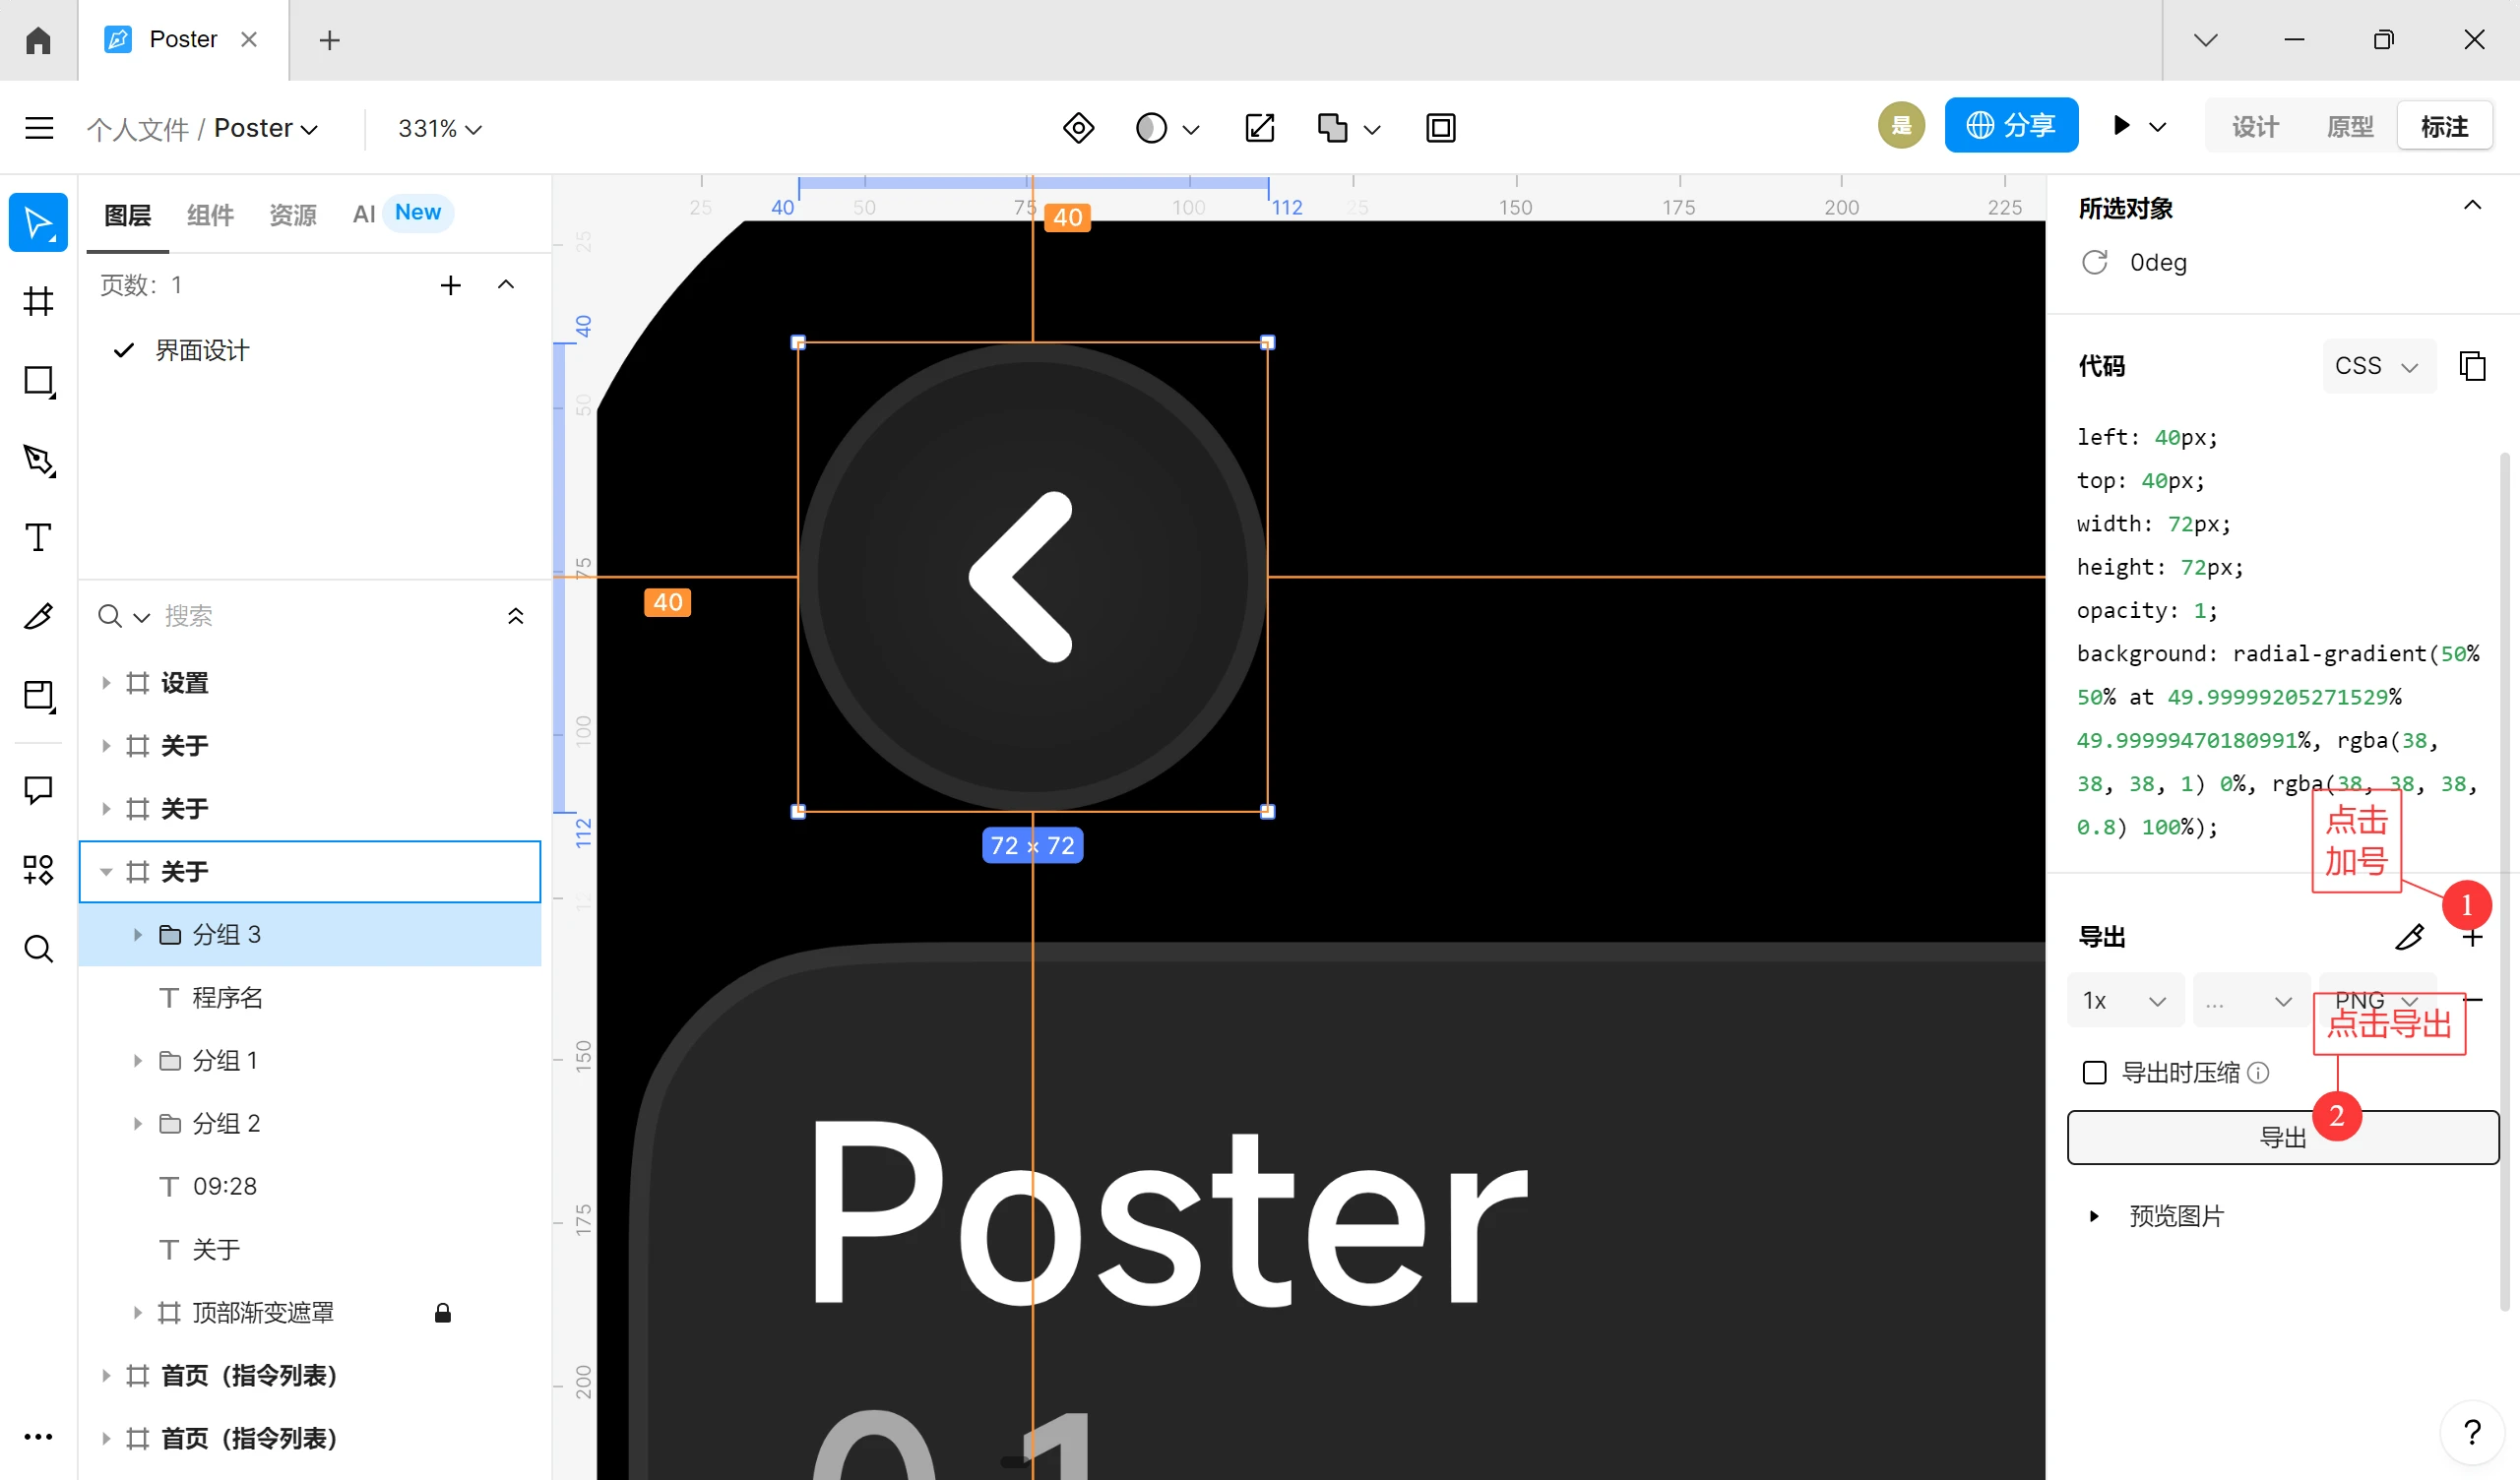 Poster
个人文件 / Poster
331%
是
分享
设计
原型
标注
图层
组件
资源
AI
New
页数: 1
界面设计
搜索
设置
关于
关于
关于
分组 3
程序名
分组 1
分组 2
09:28
关于
顶部渐变遮罩
首页（指令列表）
首页（指令列表）
25 40 50 75 100 112 25 150 175 200 225
25
40
50
75
100
112
150
175
200
40
40
72 × 72
Poster
所选对象
0deg
代码
CSS
left: 40px;
top: 40px;
width: 72px;
height: 72px;
opacity: 1;
background: radial-gradient(50%
50% at 49.99999205271529%
49.99999470180991%, rgba(38,
38, 38, 1) 0%, rgba(38, 38, 38,
0.8) 100%);
点击
加号
1
导出
1x
...
PNG
点击导出
导出时压缩
2
导出
预览图片
?